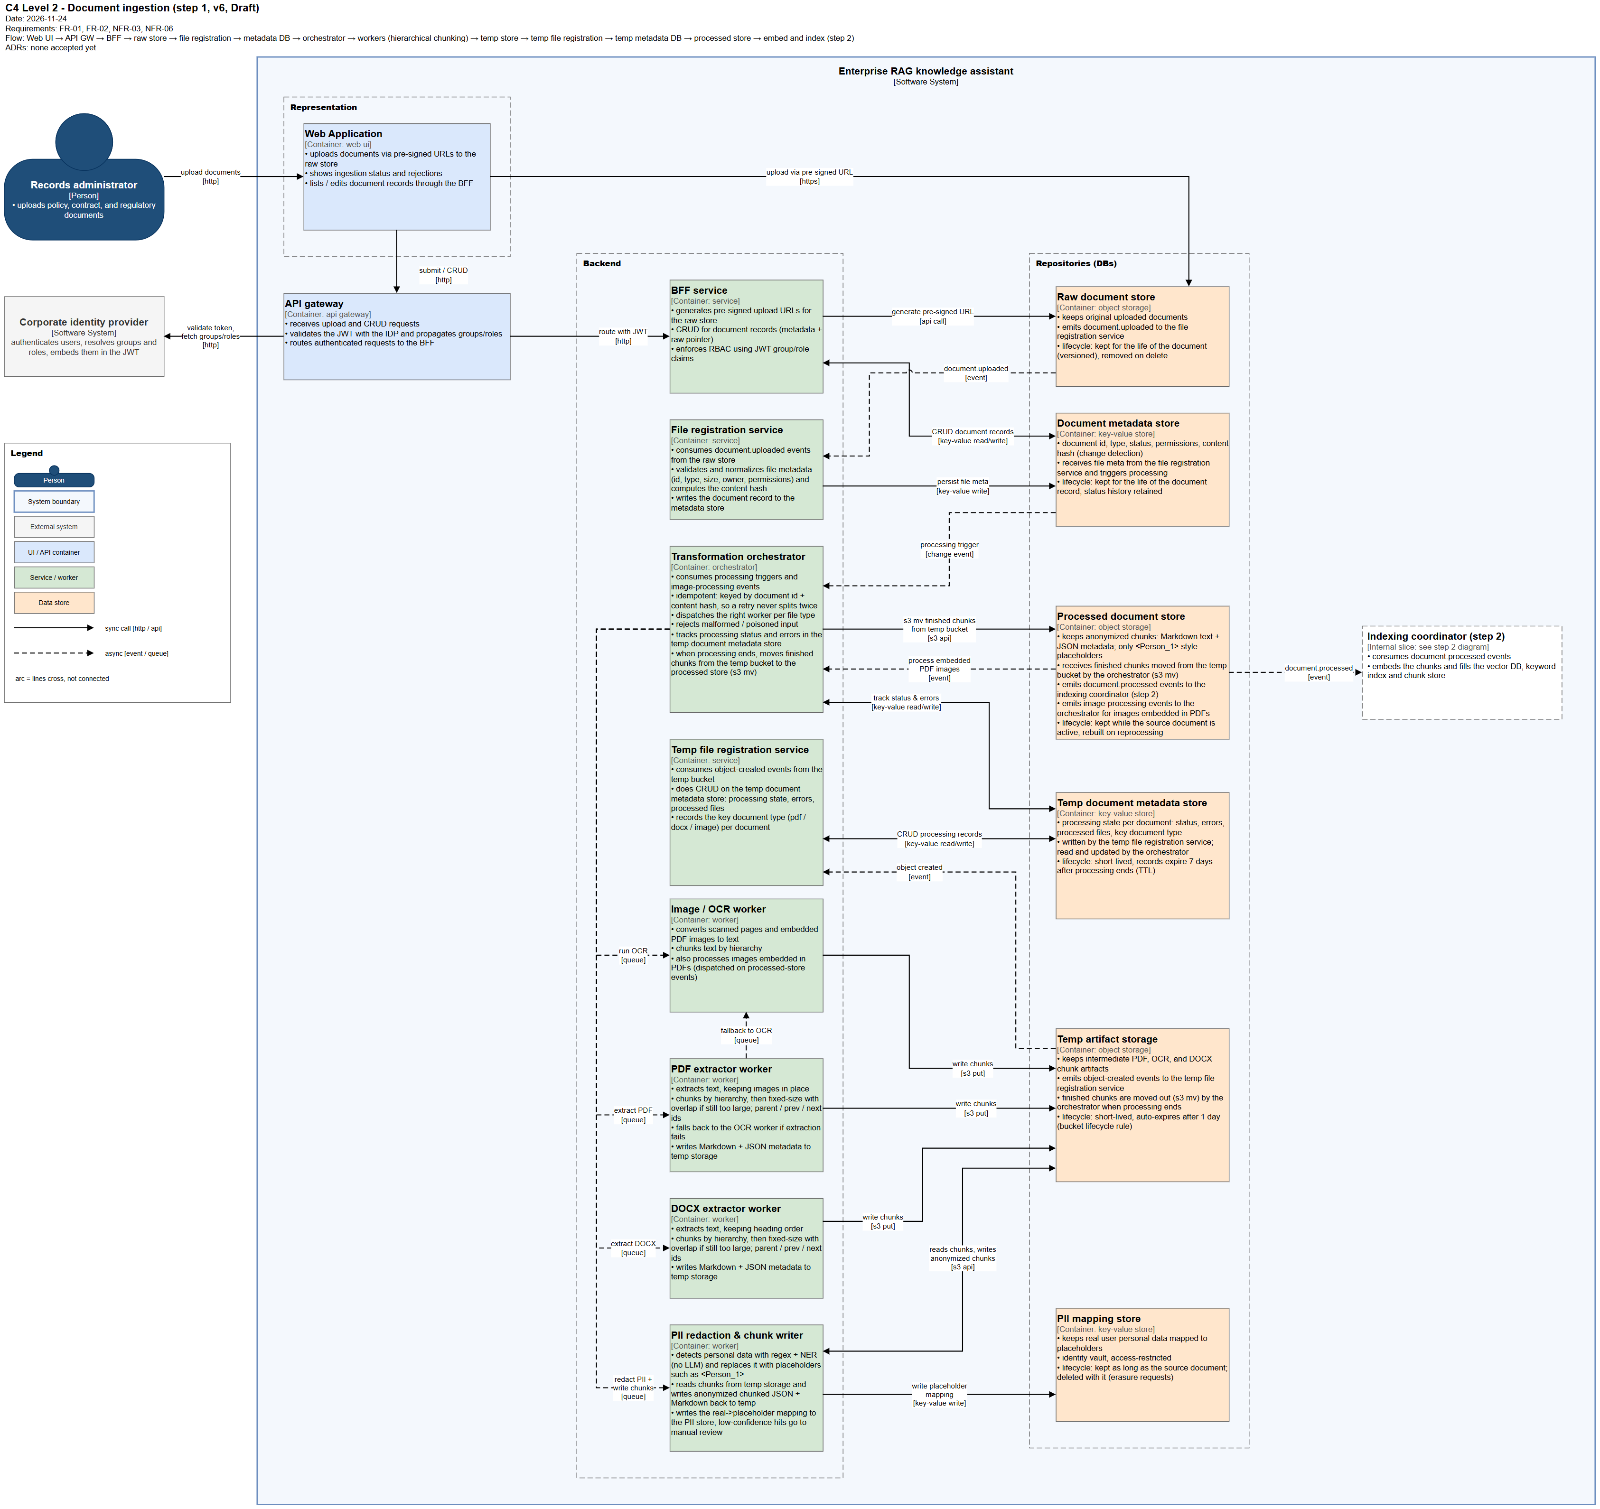 C4 Level 2 - Document ingestion (step 1, v6, Draft)
Date: 2026-11-24
Requirements: FR-01, FR-02, NFR-03, NFR-06
Flow: Web UI → API GW → BFF → raw store → file registration → metadata DB → orchestrator → workers (hierarchical chunking) → temp store → temp file registration → temp metadata DB → processed store → embed and index (step 2)
ADRs: none accepted yet
Enterprise RAG knowledge assistant
[Software System]
Representation
Web Application
[Container: web ui]
• uploads documents via pre-signed URLs to the
raw store
• shows ingestion status and rejections
• lists / edits document records through the BFF
Records administrator
[Person]
• uploads policy, contract, and regulatory
documents
upload documents
[http]
upload via pre signed URL
[https]
submit / CRUD
[http]
API gateway
[Container: api gateway]
• receives upload and CRUD requests
• validates the JWT with the IDP and propagates groups/roles
• routes authenticated requests to the BFF
Corporate identity provider
[Software System]
authenticates users, resolves groups and
roles, embeds them in the JWT
validate token,
fetch groups/roles
[http]
route with JWT
[http]
Legend
Person
System boundary
External system
UI / API container
Service / worker
Data store
sync call [http / api]
async [event / queue]
arc = lines cross, not connected
Backend
BFF service
[Container: service]
• generates pre-signed upload URLs for
the raw store
• CRUD for document records (metadata +
raw pointer)
• enforces RBAC using JWT group/role
claims
generate pre-signed URL
[api call]
document.uploaded
[event]
CRUD document records
[key-value read/write]
File registration service
[Container: service]
• consumes document.uploaded events
from the raw store
• validates and normalizes file metadata
(id, type, size, owner, permissions) and
computes the content hash
• writes the document record to the
metadata store
persist file meta
[key-value write]
processing trigger
[change event]
Transformation orchestrator
[Container: orchestrator]
• consumes processing triggers and
image-processing events
• idempotent: keyed by document id +
content hash, so a retry never splits twice
• dispatches the right worker per file type
• rejects malformed / poisoned input
• tracks processing status and errors in the
temp document metadata store
• when processing ends, moves finished
chunks from the temp bucket to the
processed store (s3 mv)
s3 mv finished chunks
from temp bucket
[s3 api]
process embedded
PDF images
[event]
track status & errors
[key-value read/write]
Temp file registration service
[Container: service]
• consumes object-created events from the
temp bucket
• does CRUD on the temp document
metadata store: processing state, errors,
processed files
• records the key document type (pdf /
docx / image) per document
CRUD processing records
[key-value read/write]
object created
[event]
Image / OCR worker
[Container: worker]
• converts scanned pages and embedded
PDF images to text
• chunks text by hierarchy
• also processes images embedded in
PDFs (dispatched on processed-store
events)
run OCR
[queue]
fallback to OCR
[queue]
write chunks
[s3 put]
PDF extractor worker
[Container: worker]
• extracts text, keeping images in place
• chunks by hierarchy, then fixed-size with
overlap if still too large; parent / prev / next
ids
• falls back to the OCR worker if extraction
fails
• writes Markdown + JSON metadata to
temp storage
extract PDF
[queue]
write chunks
[s3 put]
DOCX extractor worker
[Container: worker]
• extracts text, keeping heading order
• chunks by hierarchy, then fixed-size with
overlap if still too large; parent / prev / next
ids
• writes Markdown + JSON metadata to
temp storage
extract DOCX
[queue]
write chunks
[s3 put]
reads chunks, writes
anonymized chunks
[s3 api]
PII redaction & chunk writer
[Container: worker]
• detects personal data with regex + NER
(no LLM) and replaces it with placeholders
such as <Person_1>
• reads chunks from temp storage and
writes anonymized chunked JSON +
Markdown back to temp
• writes the real->placeholder mapping to
the PII store, low-confidence hits go to
manual review
redact PII +
write chunks
[queue]
write placeholder
mapping
[key-value write]
Repositories (DBs)
Raw document store
[Container: object storage]
• keeps original uploaded documents
• emits document.uploaded to the file
registration service
• lifecycle: kept for the life of the document
(versioned), removed on delete
Document metadata store
[Container: key-value store]
• document id, type, status, permissions, content
hash (change detection)
• receives file meta from the file registration
service and triggers processing
• lifecycle: kept for the life of the document
record, status history retained
Processed document store
[Container: object storage]
• keeps anonymized chunks: Markdown text +
JSON metadata; only <Person_1> style
placeholders
• receives finished chunks moved from the temp
bucket by the orchestrator (s3 mv)
• emits document processed events to the
indexing coordinator (step 2)
• emits image processing events to the
orchestrator for images embedded in PDFs
• lifecycle: kept while the source document is
active, rebuilt on reprocessing
document.processed
[event]
Indexing coordinator (step 2)
[Internal slice: see step 2 diagram]
• consumes document processed events
• embeds the chunks and fills the vector DB, keyword
index and chunk store
Temp document metadata store
[Container: key value store]
• processing state per document: status, errors,
processed files, key document type
• written by the temp file registration service;
read and updated by the orchestrator
• lifecycle: short lived, records expire 7 days
after processing ends (TTL)
Temp artifact storage
[Container: object storage]
• keeps intermediate PDF, OCR, and DOCX
chunk artifacts
• emits object-created events to the temp file
registration service
• finished chunks are moved out (s3 mv) by the
orchestrator when processing ends
• lifecycle: short-lived, auto-expires after 1 day
(bucket lifecycle rule)
PII mapping store
[Container: key-value store]
• keeps real user personal data mapped to
placeholders
• identity vault, access-restricted
• lifecycle: kept as long as the source document;
deleted with it (erasure requests)